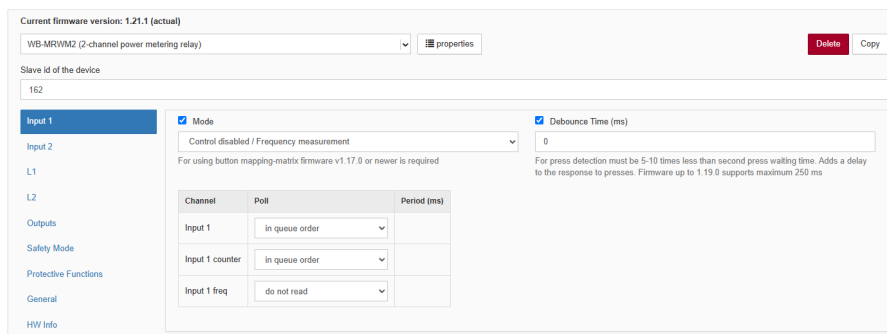 Current firmware version: 1.21.1 (actual)
WB-MRWM2 (2-channel power metering relay)
properties
Delete
Copy
Slave id of the device
162
Input 1
Input 2
L1
L2
Outputs
Safety Mode
Protective Functions
General
HW Info
Mode
Control disabled / Frequency measurement
For using button mapping-matrix firmware v1.17.0 or newer is required
Debounce Time (ms)
0
For press detection must be 5-10 times less than second press waiting time. Adds a delay
to the response to presses. Firmware up to 1.19.0 supports maximum 250 ms
Channel Poll Period (ms)
Input 1 in queue order
Input 1 counter in queue order
Input 1 freq do not read